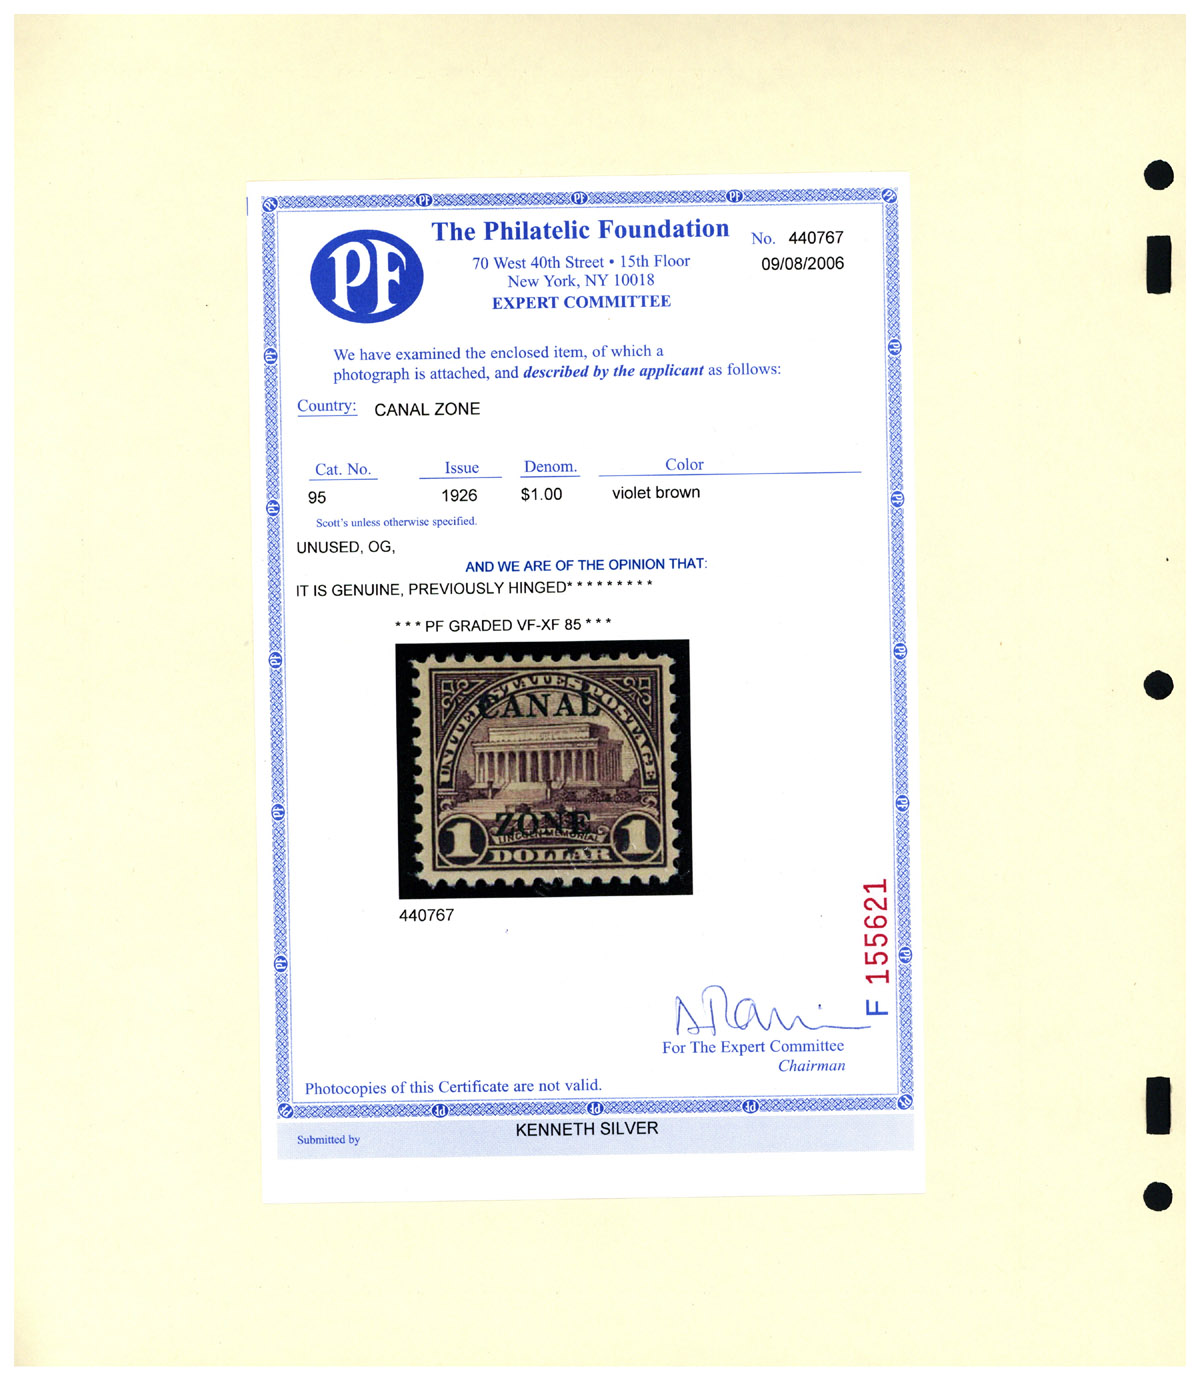 PF
The Philatelic Foundation
No. 440767
70 West 40th Street • 15th Floor
09/08/2006
New York, NY 10018
EXPERT COMMITTEE
We have examined the enclosed item, of which a
photograph is attached, and described by the applicant as follows:
Country: CANAL ZONE
Cat. No. Issue Denom. Color
95 1926 $1.00 violet brown
Scott's unless otherwise specified.
UNUSED, OG,
AND WE ARE OF THE OPINION THAT:
IT IS GENUINE, PREVIOUSLY HINGED* * * * * * * * *
* * * PF GRADED VF-XF 85 * * *
UNITED STATES POSTAGE
CANAL
ZONE
LINCOLN MEMORIAL
1 DOLLAR 1
440767
F 155621
For The Expert Committee
Chairman
Photocopies of this Certificate are not valid.
Submitted by KENNETH SILVER